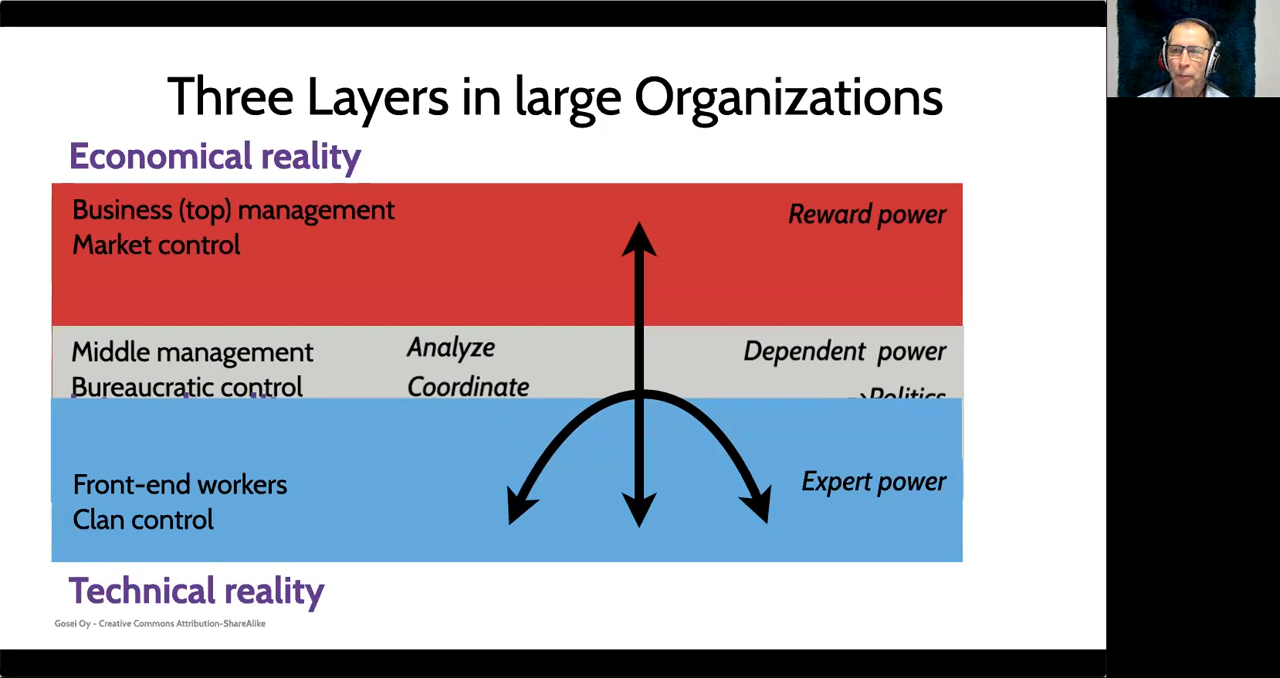 Three Layers in large Organizations
Economical reality
Business (top) management
Market control
Reward power
Middle management
Bureaucratic control
Analyze
Coordinate
Dependent power
→Politics
Front-end workers
Clan control
Expert power
Technical reality
Gosei Oy - Creative Commons Attribution-ShareAlike